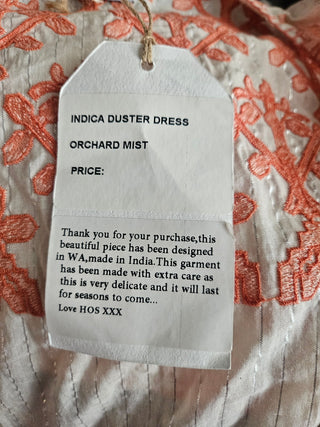 INDICA DUSTER DRESS
ORCHARD MIST
PRICE:
Thank you for your purchase,this
beautiful piece has been designed
in WA,made in India.This garment
has been made with extra care as
this is very delicate and it will last
for seasons to come...
Love HOS XXX